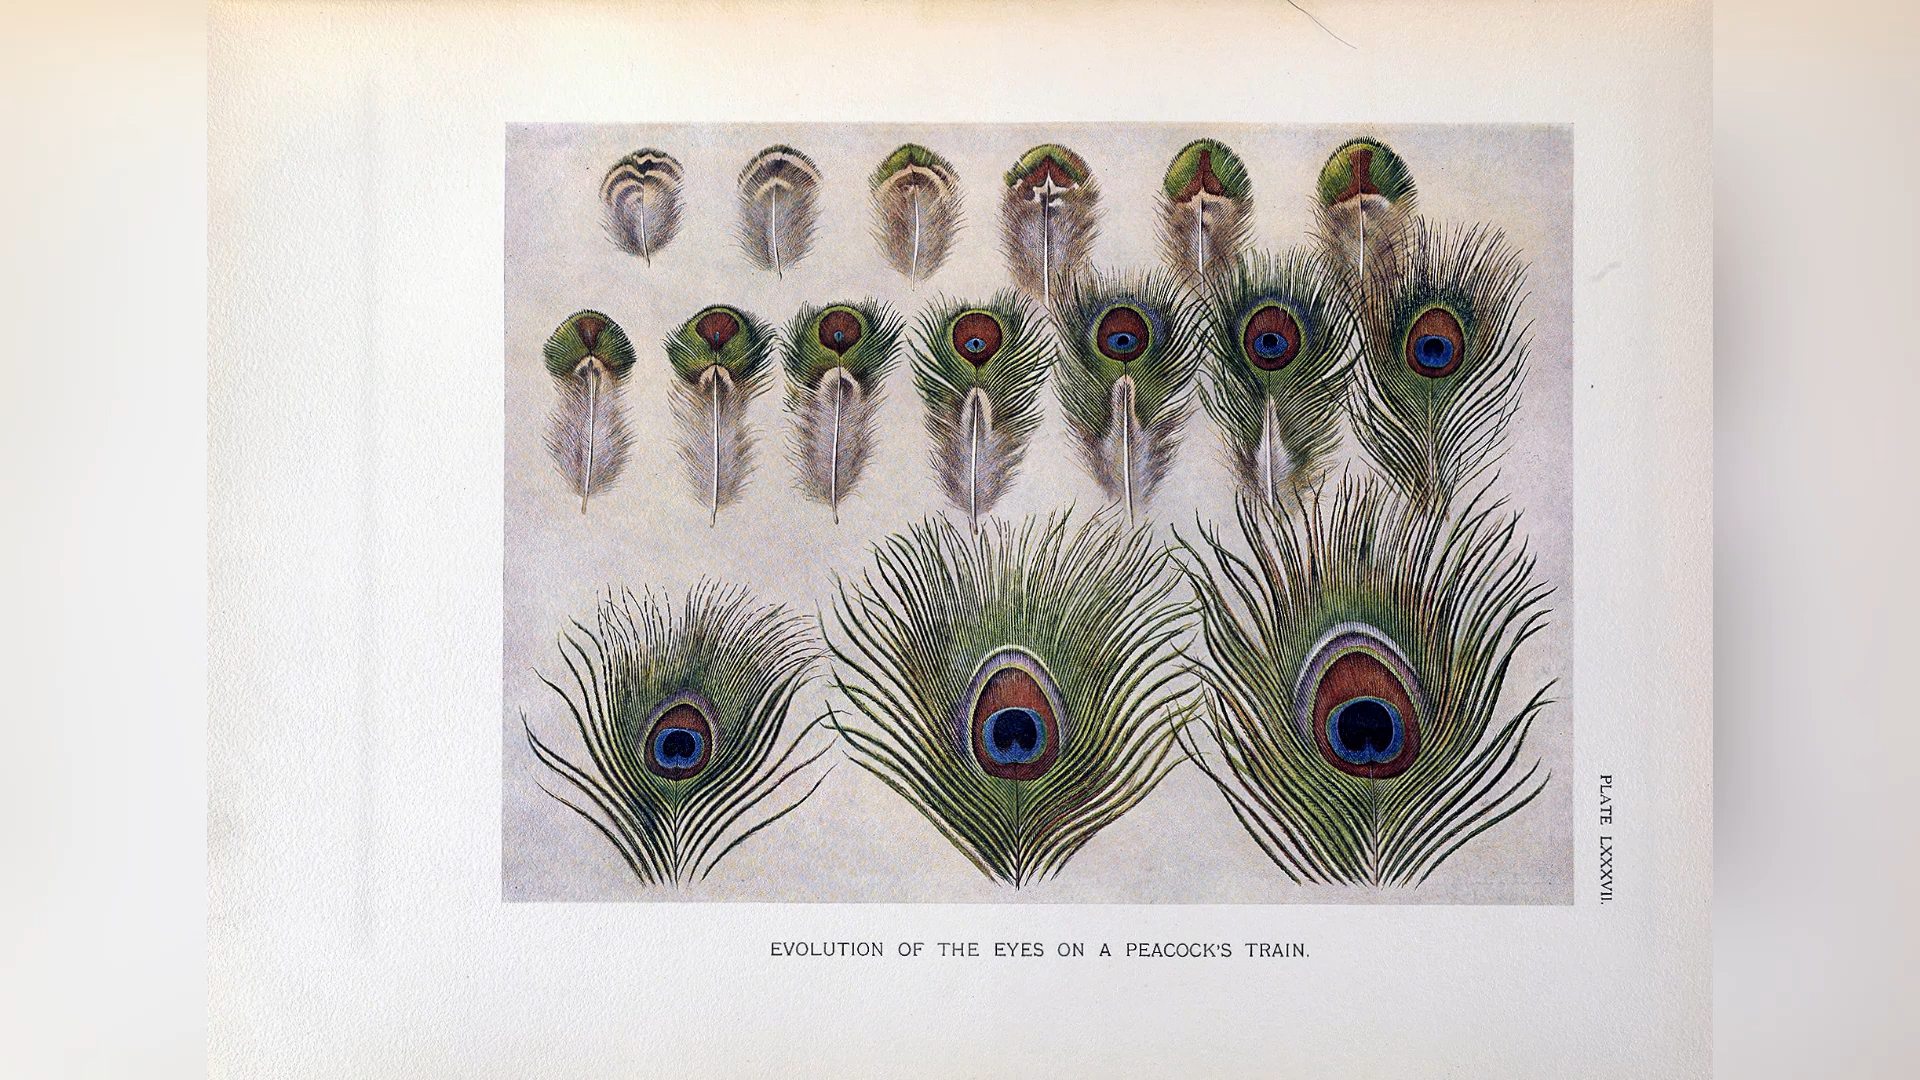 PLATE LXXXVII.
EVOLUTION OF THE EYES ON A PEACOCK'S TRAIN.